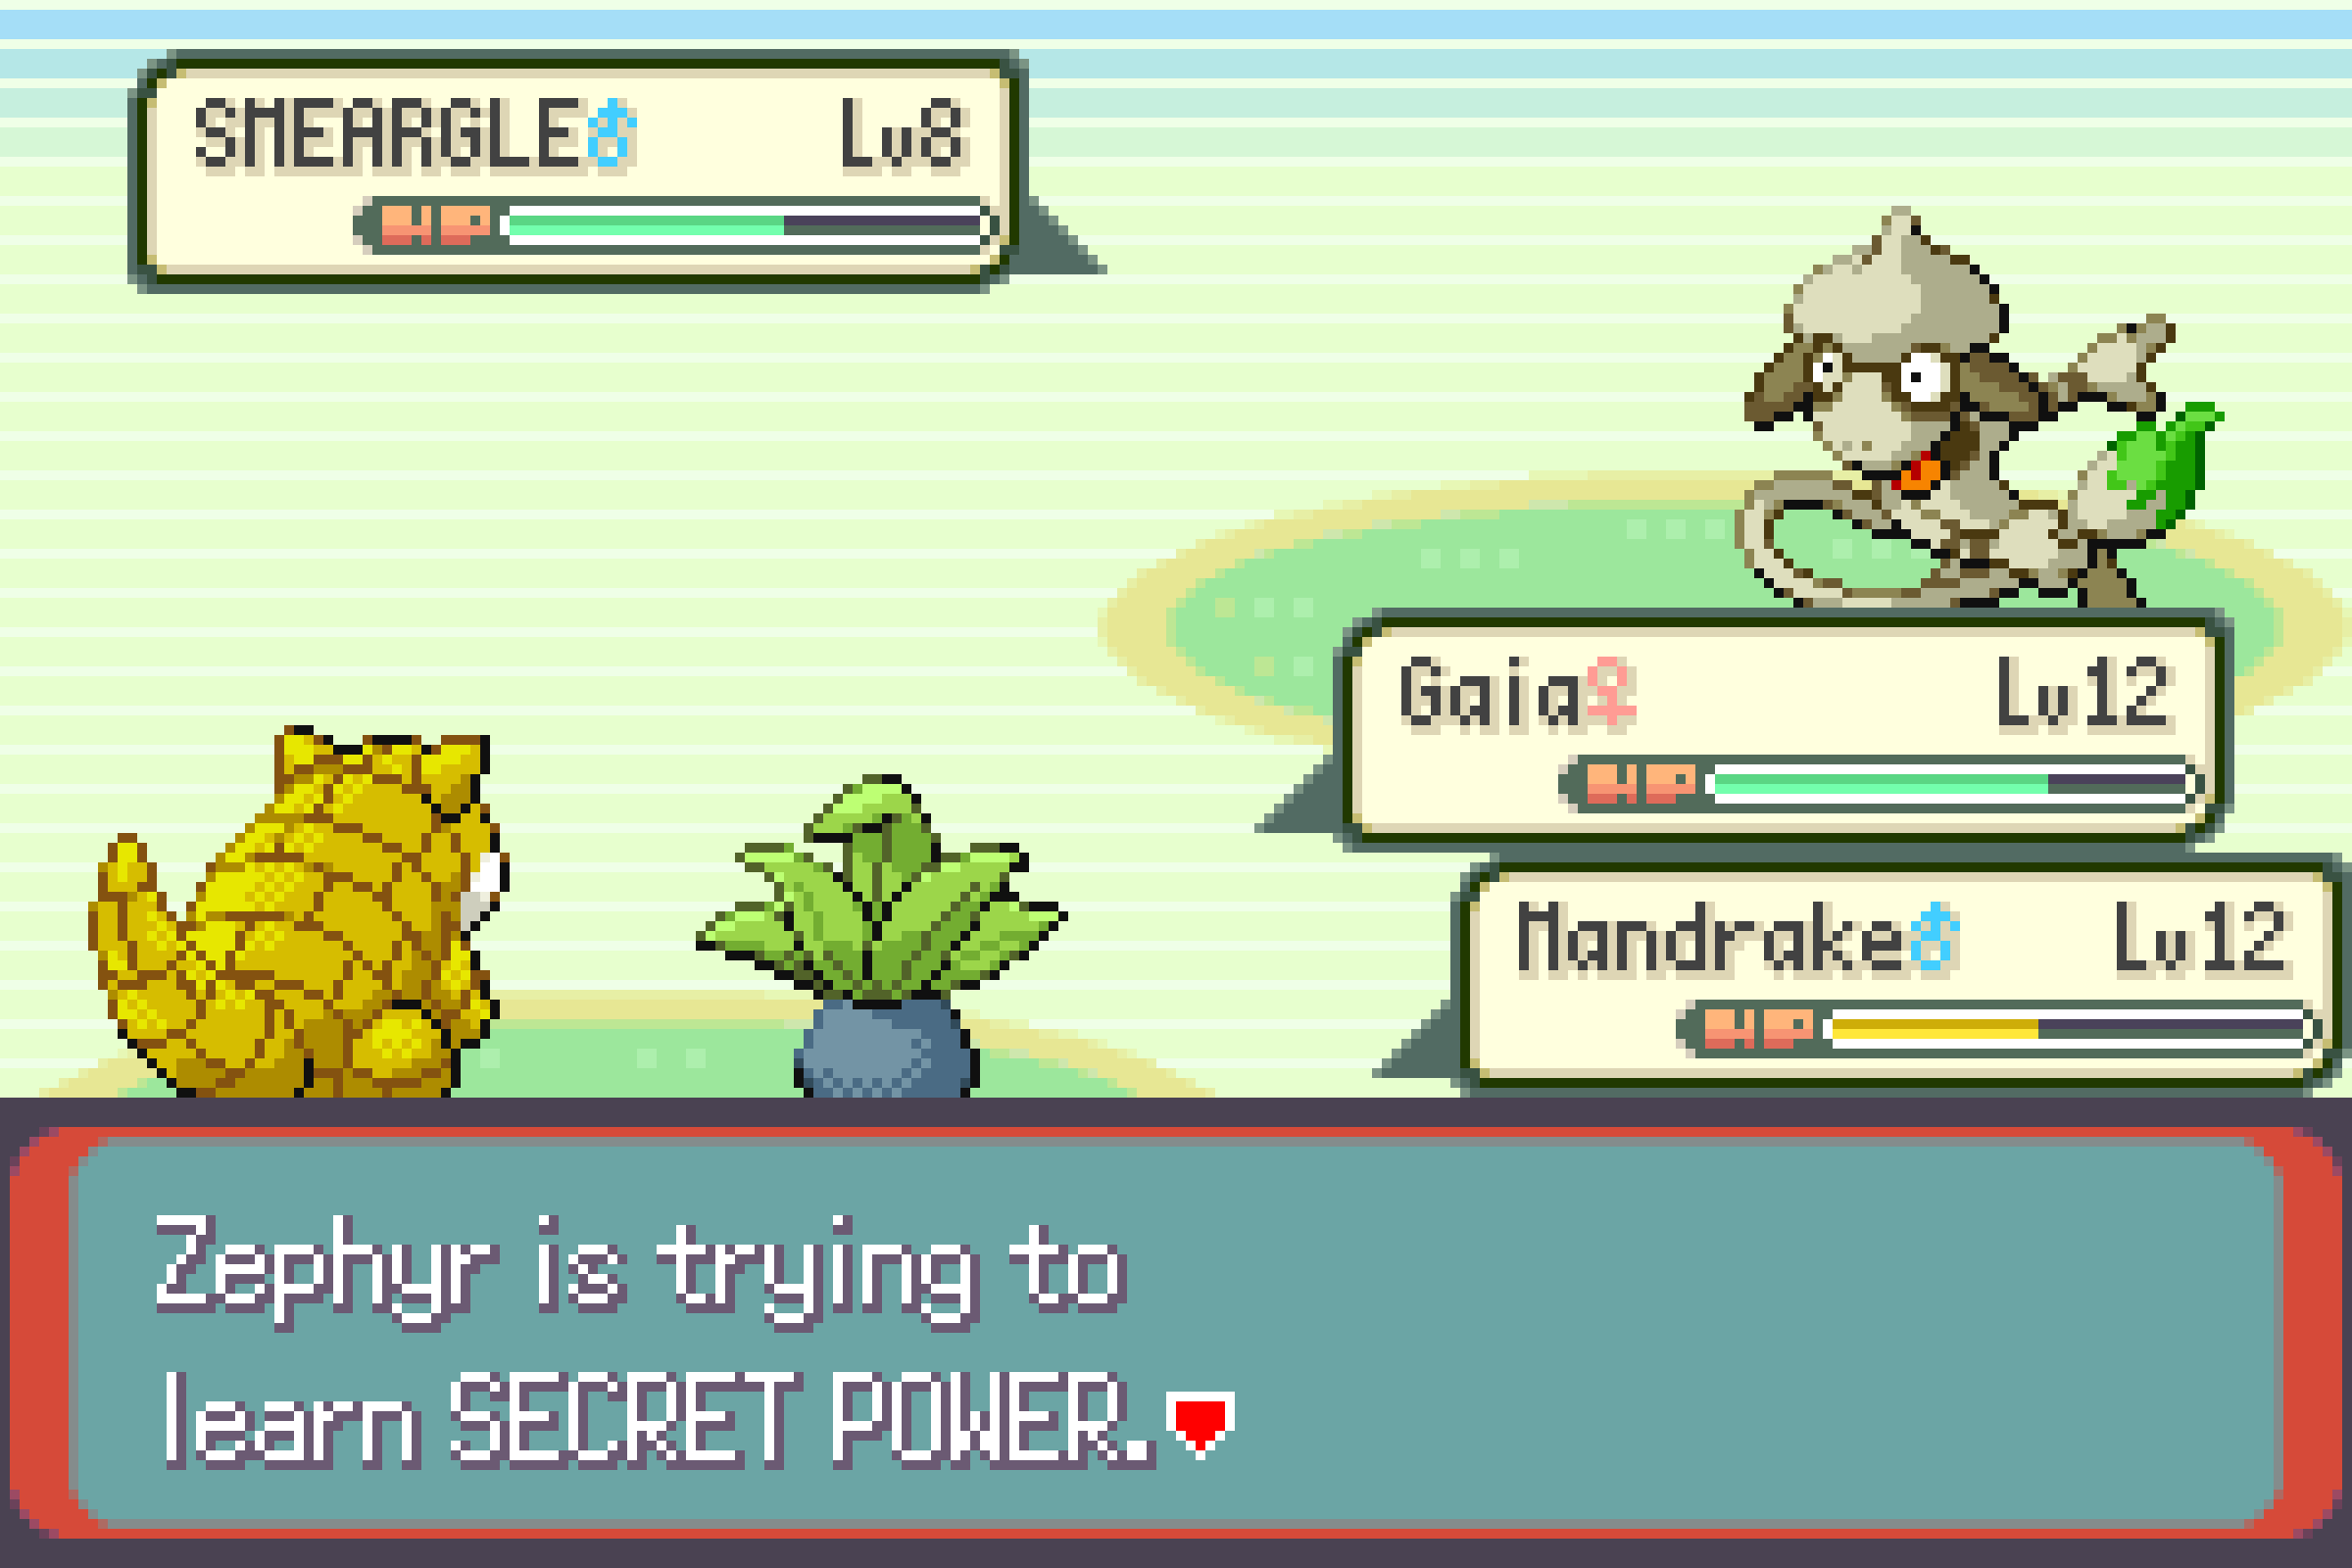 SMEARGLE♂ Lv8
HP
Gaia♀ Lv12
HP
Mandrake♂ Lv12
HP
Zephyr is trying to
learn SECRET POWER.